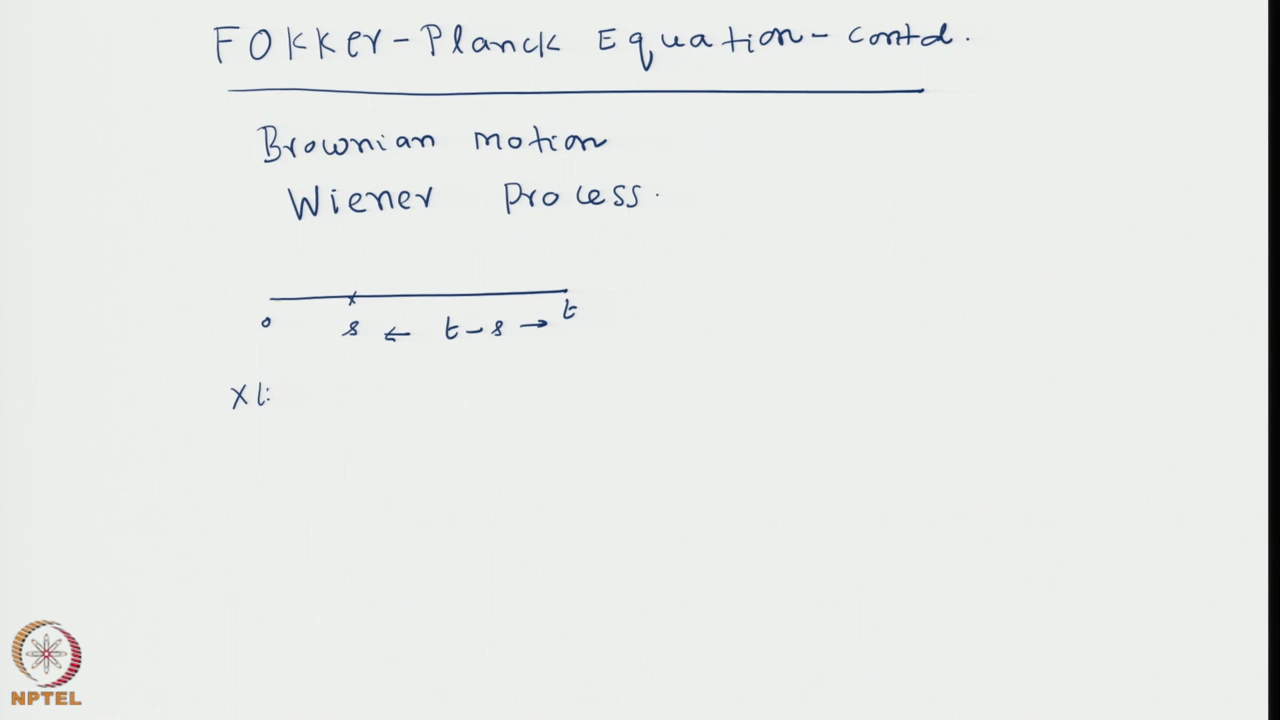 FOKKer-Planck Equation-contd.
Brownian motion
Wiener Process.
0 s ← t-s → t
X(
NPTEL